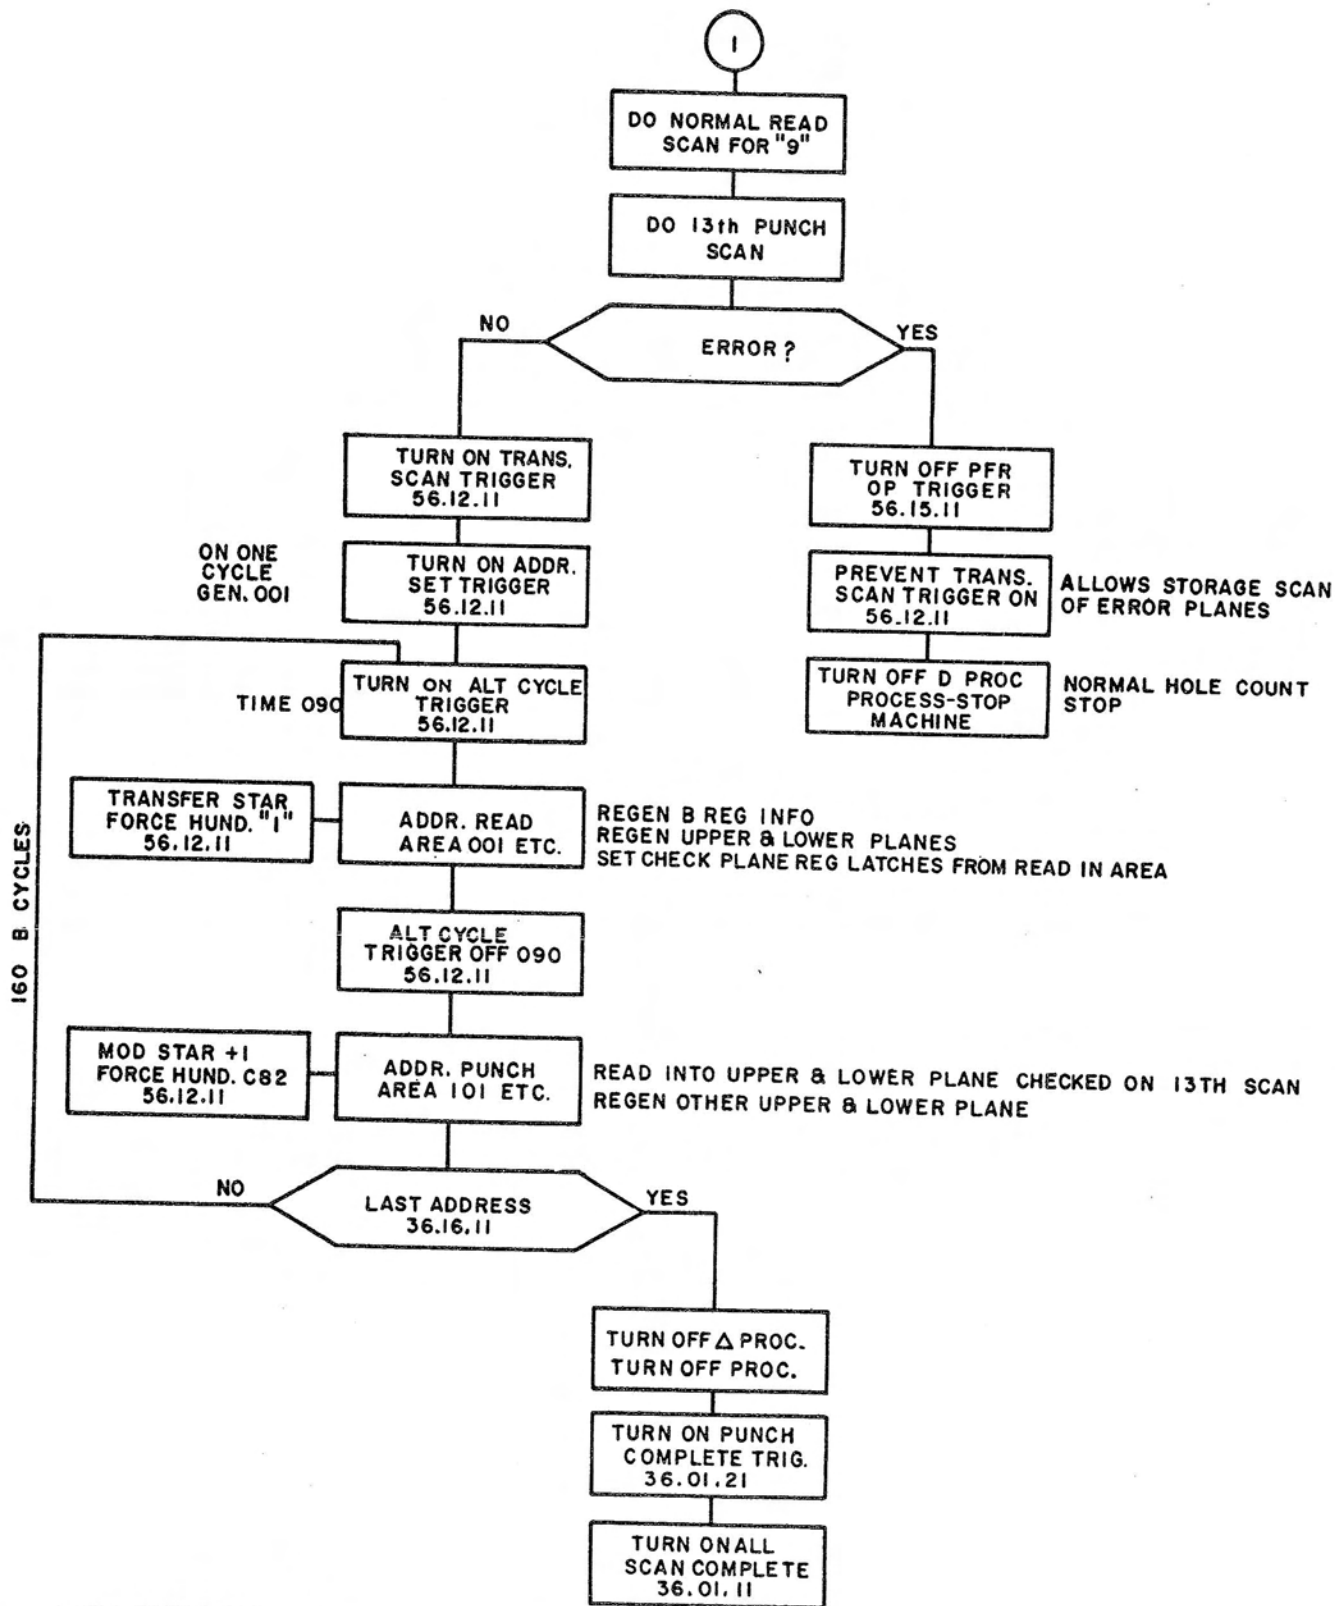 1
DO NORMAL READ
SCAN FOR "9"
DO 13th PUNCH
SCAN
NO
ERROR?
YES
TURN ON TRANS.
SCAN TRIGGER
56.12.11
TURN OFF PFR
OP TRIGGER
56.15.11
ON ONE
CYCLE
GEN. 001
TURN ON ADDR.
SET TRIGGER
56.12.11
PREVENT TRANS.
SCAN TRIGGER ON
56.12.11
ALLOWS STORAGE SCAN
OF ERROR PLANES
TIME 090
TURN ON ALT CYCLE
TRIGGER
56.12.11
TURN OFF D PROC
PROCESS-STOP
MACHINE
NORMAL HOLE COUNT
STOP
160 B CYCLES
TRANSFER STAR
FORCE HUND. "1"
56.12.11
ADDR. READ
AREA 001 ETC.
REGEN B REG INFO
REGEN UPPER & LOWER PLANES
SET CHECK PLANE REG LATCHES FROM READ IN AREA
ALT CYCLE
TRIGGER OFF 090
56.12.11
MOD STAR +1
FORCE HUND. C82
56.12.11
ADDR. PUNCH
AREA 101 ETC.
READ INTO UPPER & LOWER PLANE CHECKED ON 13TH SCAN
REGEN OTHER UPPER & LOWER PLANE
NO
LAST ADDRESS
36.16.11
YES
TURN OFF Δ PROC.
TURN OFF PROC.
TURN ON PUNCH
COMPLETE TRIG.
36.01.21
TURN ON ALL
SCAN COMPLETE
36.01.11